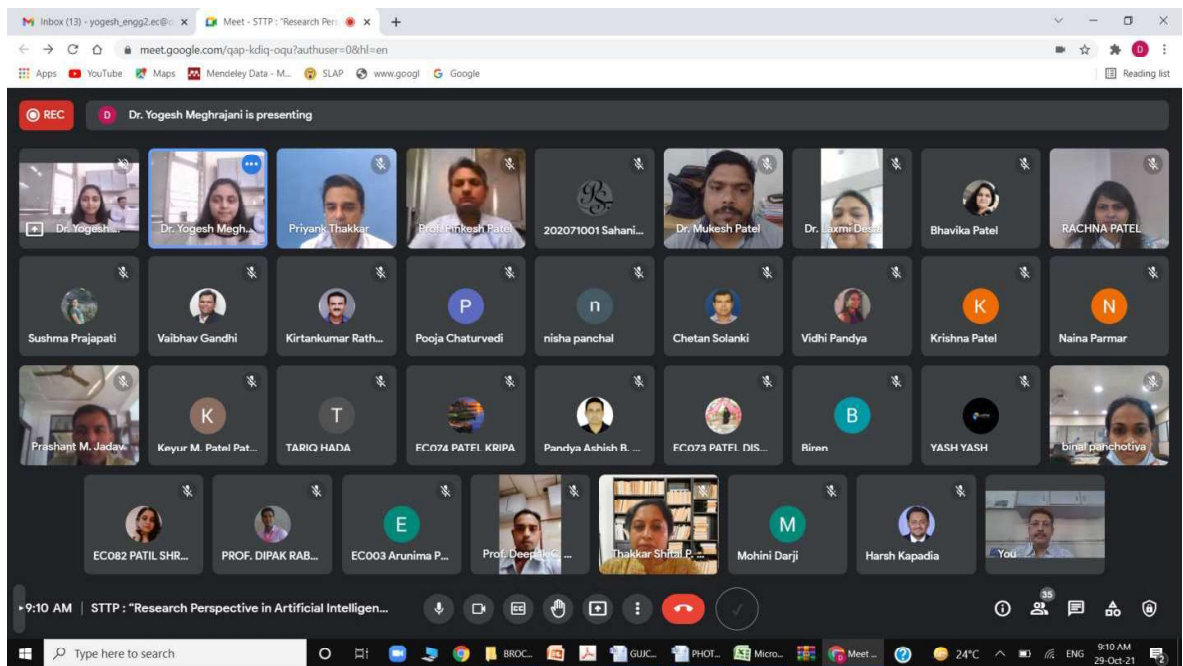 Inbox (13) - yogesh_engg2.ec@
Meet - STTP : "Research Pers
meet.google.com/qap-kdiq-oqu?authuser=0&hl=en
D
Apps YouTube Maps Mendeley Data - M... SLAP www.googl Google Reading list
REC D Dr. Yogesh Meghrajani is presenting
Dr. Yogesh... Dr. Yogesh Megh... Priyank Thakkar Prof. Pinkesh Patel 202071001 Sahani... Dr. Mukesh Patel Dr. Laxmi Desa Bhavika Patel RACHNA PATEL
P n K N
Sushma Prajapati Vaibhav Gandhi Kirtankumar Rath... Pooja Chaturvedi nisha panchal Chetan Solanki Vidhi Pandya Krishna Patel Naina Parmar
K T B
Prashant M. Jadav Keyur M. Patel Pat... TARIQ HADA EC074 PATEL KRIPA Pandya Ashish B. ... EC073 PATEL DIS... Biren YASH YASH binal panchotiya
E M
EC082 PATIL SHR... PROF. DIPAK RAB... EC003 Arunima P... Prof. Deepak C. ... Thakkar Shital P. ... Mohini Darji Harsh Kapadia You
9:10 AM | STTP : "Research Perspective in Artificial Intelligen... CC 35
Type here to search BROC... GUJC... PHOT... Micro... Meet ... 24°C ENG 9:10 AM
29-Oct-21 2